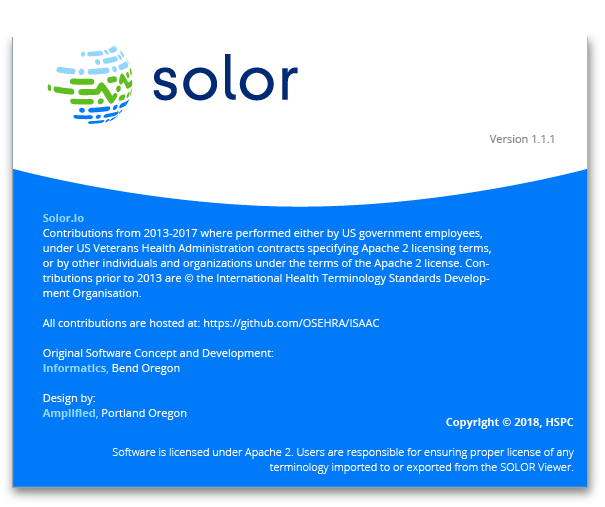 solor
Version 1.1.1
Solor.io
Contributions from 2013-2017 where performed either by US government employees,
under US Veterans Health Administration contracts specifying Apache 2 licensing terms,
or by other individuals and organizations under the terms of the Apache 2 license. Con-
tributions prior to 2013 are © the International Health Terminology Standards Develop-
ment Organisation.
All contributions are hosted at: https://github.com/OSEHRA/ISAAC
Original Software Concept and Development:
Informatics, Bend Oregon
Design by:
Amplified, Portland Oregon
Copyright © 2018, HSPC
Software is licensed under Apache 2. Users are responsible for ensuring proper license of any
terminology imported to or exported from the SOLOR Viewer.